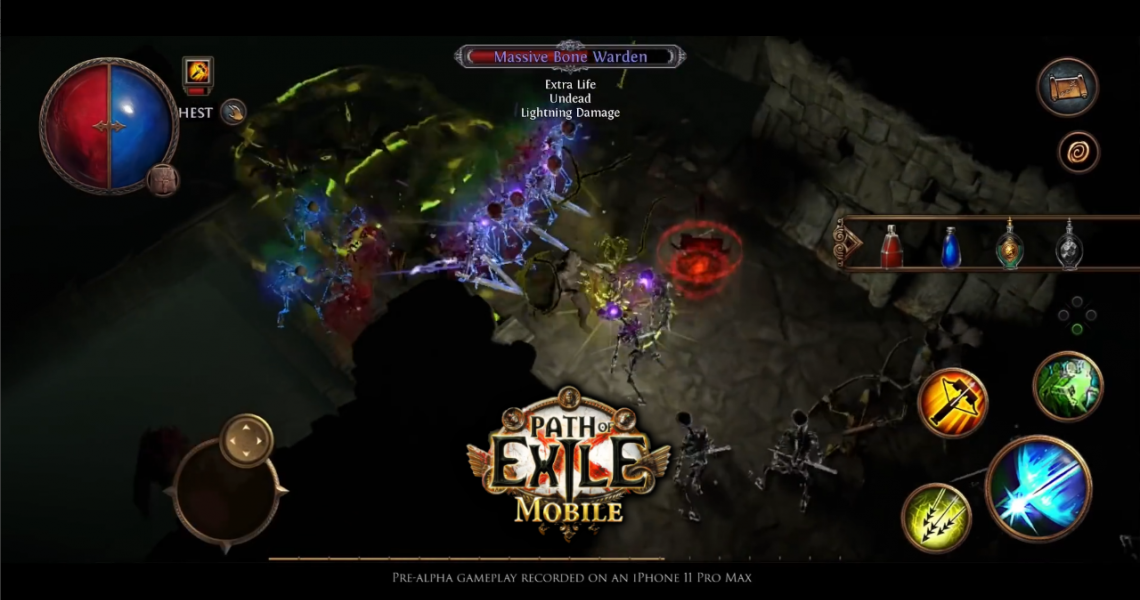 Massive Bone Warden
Extra Life
Undead
Lightning Damage
HEST
PATH OF
EXILE
MOBILE
PRE-ALPHA GAMEPLAY RECORDED ON AN IPHONE 11 PRO MAX